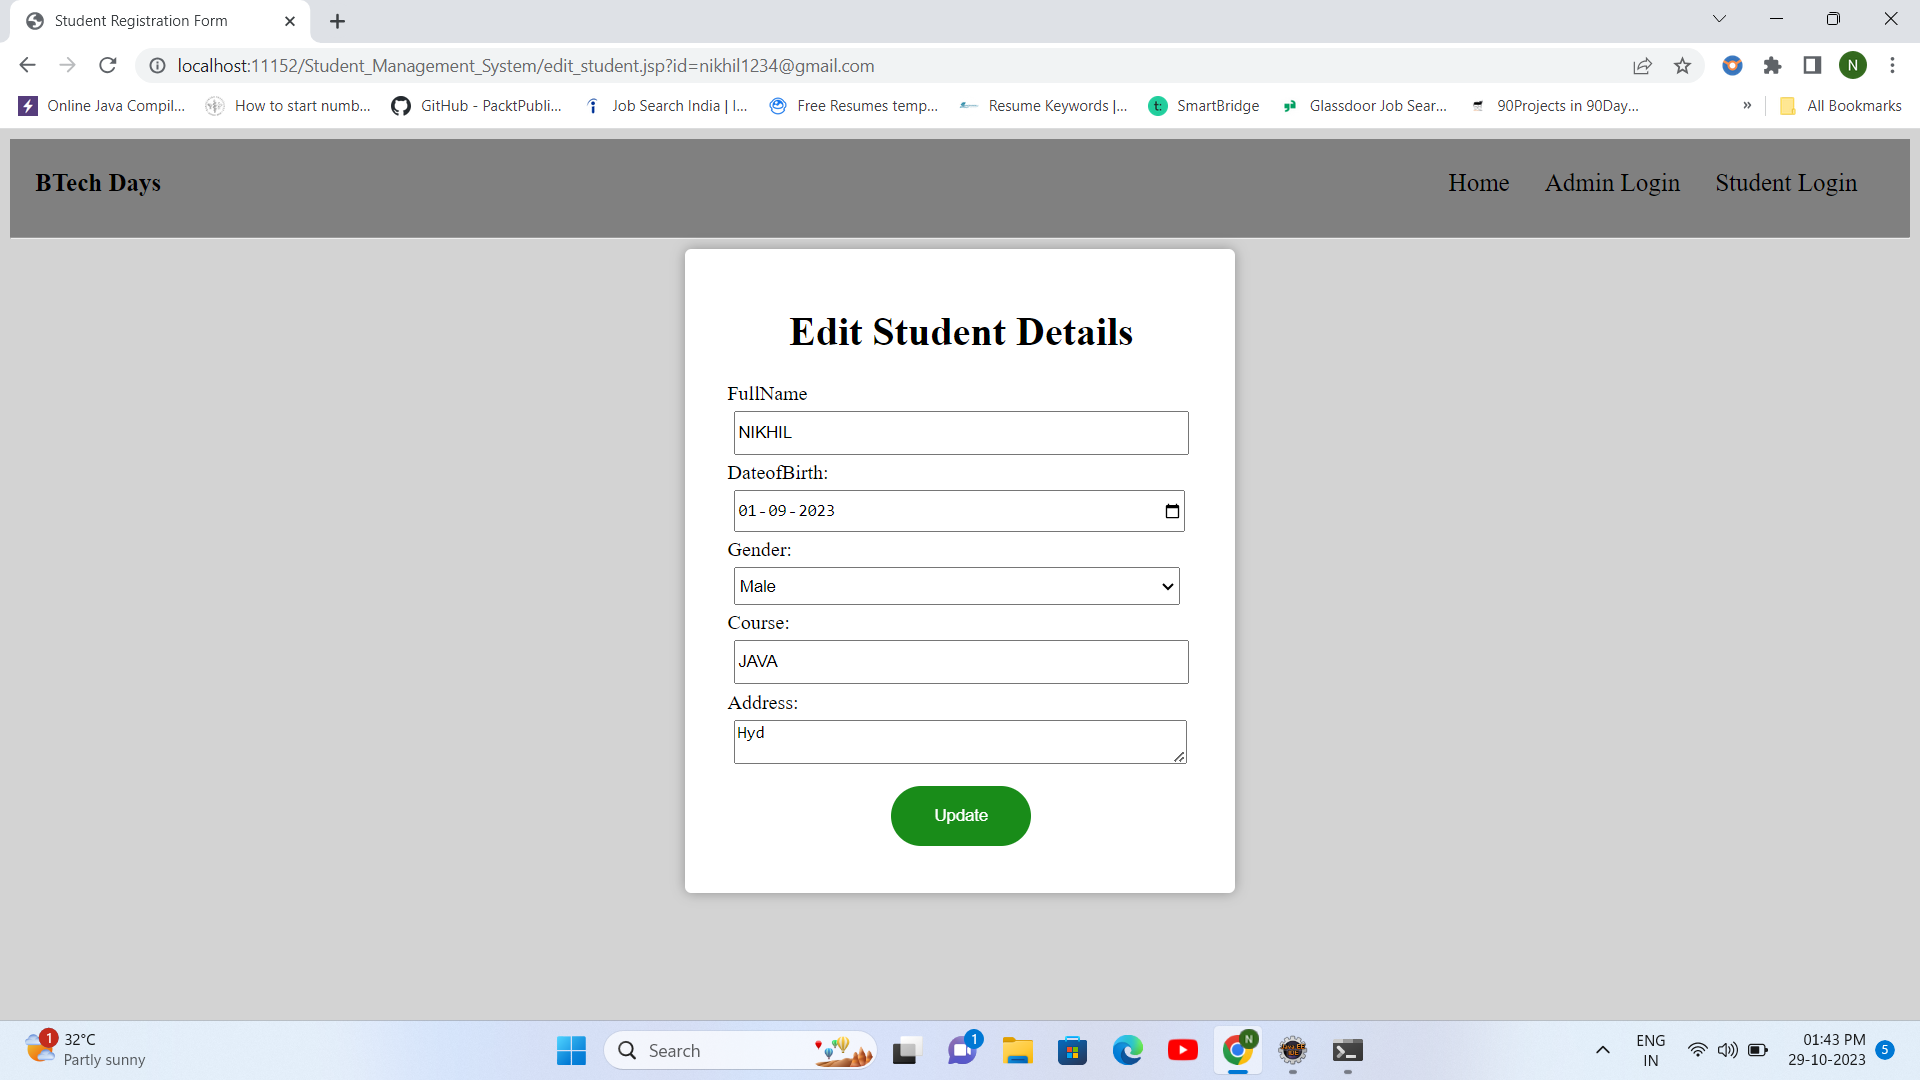 Student Registration Form
localhost:11152/Student_Management_System/edit_student.jsp?id=nikhil1234@gmail.com
N
Online Java Compil...
How to start numb...
GitHub - PacktPubli...
Job Search India | I...
Free Resumes temp...
Resume Keywords |...
t:
SmartBridge
Glassdoor Job Sear...
90Projects in 90Day...
»
All Bookmarks
BTech Days
Home
Admin Login
Student Login
Edit Student Details
FullName
NIKHIL
DateofBirth:
01-09-2023
Gender:
Male
Course:
JAVA
Address:
Hyd
Update
1
32°C
Partly sunny
Search
1
N
ENG
IN
01:43 PM
29-10-2023
5